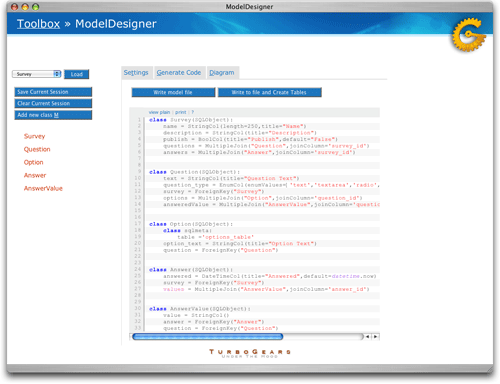 ModelDesigner
Toolbox » ModelDesigner
Survey
Load
Save Current Session
Clear Current Session
Add new class M
Survey
Question
Option
Answer
AnswerValue
Settings Generate Code Diagram
Write model file Write to file and Create Tables
view plain | print | ?
1 class Survey(SQLObject):
2 name = StringCol(length=250,title="Name")
3 description = StringCol(title="Description")
4 publish = BoolCol(title="Publish",default="False")
5 questions = MultipleJoin("Question",joinColumn='survey_id')
6 answers = MultipleJoin("Answer",joinColumn='survey_id')
7
8
9 class Question(SQLObject):
10 text = StringCol(title="Question Text")
11 question_type = EnumCol(enumValues=['text','textarea','radio',
12 survey = ForeignKey("Survey")
13 options = MultipleJoin("Option",joinColumn='question_id')
14 answeredValue = MultipleJoin("AnswerValue",joinColumn='questio
15
16
17 class Option(SQLObject):
18 class sqlmeta:
19 table ='options_table'
20 option_text = StringCol(title="Option Text")
21 question = ForeignKey("Question")
22
23
24 class Answer(SQLObject):
25 answered = DateTimeCol(title="Answered",default=datetime.now)
26 survey = ForeignKey("Survey")
27 values = MultipleJoin("AnswerValue",joinColumn='answer_id')
28
29
30 class AnswerValue(SQLObject):
31 value = StringCol()
32 answer = ForeignKey("Answer")
33 question = ForeignKey("Question")
TURBOGEARS
UNDER THE HOOD